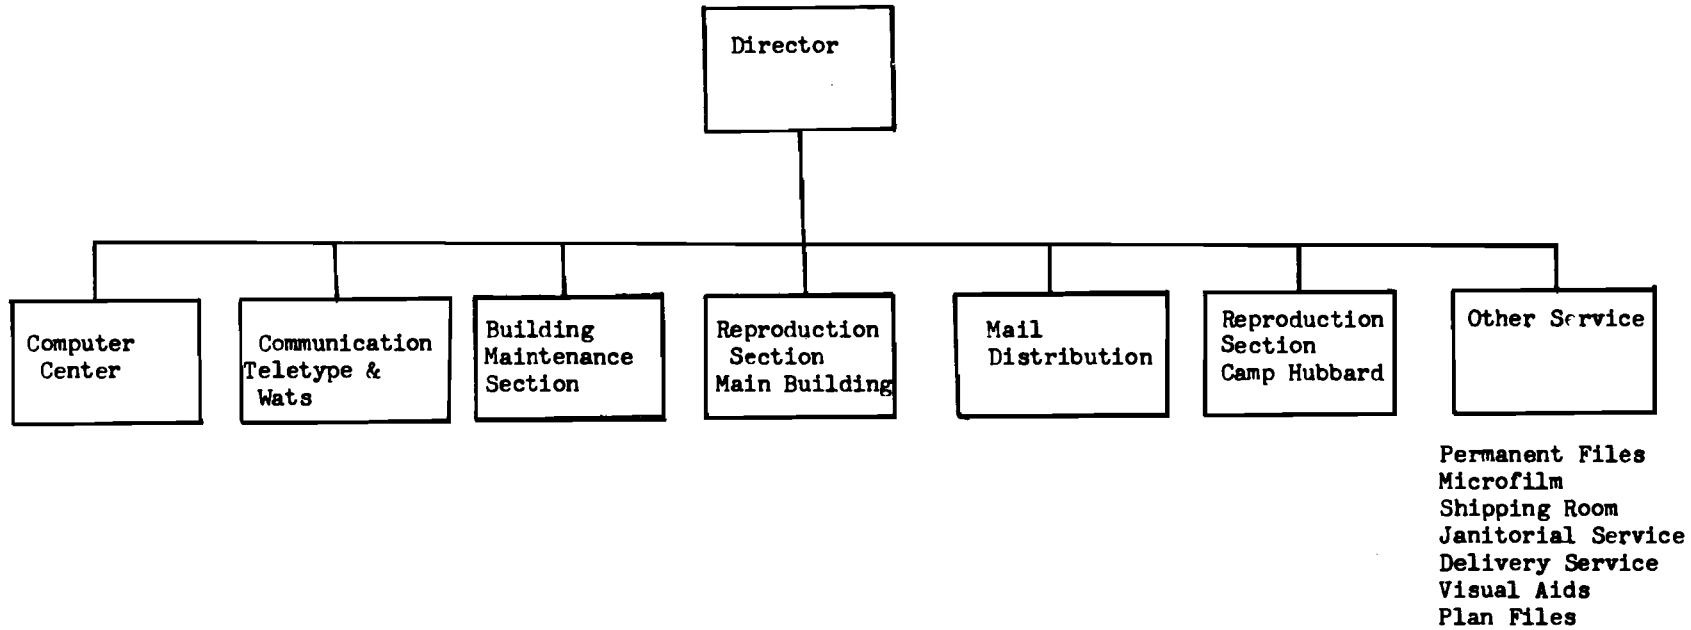 Director
Computer
Center
Communication
Teletype &
Wats
Building
Maintenance
Section
Reproduction
Section
Main Building
Mail
Distribution
Reproduction
Section
Camp Hubbard
Other Service
Permanent Files
Microfilm
Shipping Room
Janitorial Service
Delivery Service
Visual Aids
Plan Files